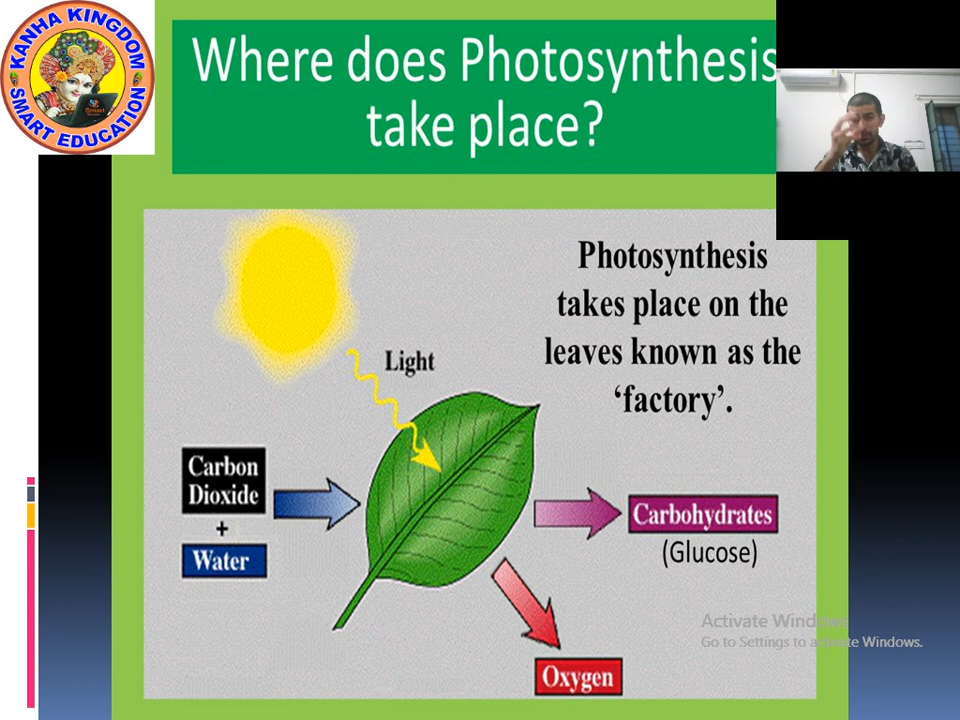 KANHA KINGDOM
SMART EDUCATION
Where does Photosynthesis
take place?
Photosynthesis
takes place on the
leaves known as the
‘factory’.
Light
Carbon
Dioxide
+
Water
Carbohydrates
(Glucose)
Oxygen
Activate Windows
Go to Settings to activate Windows.